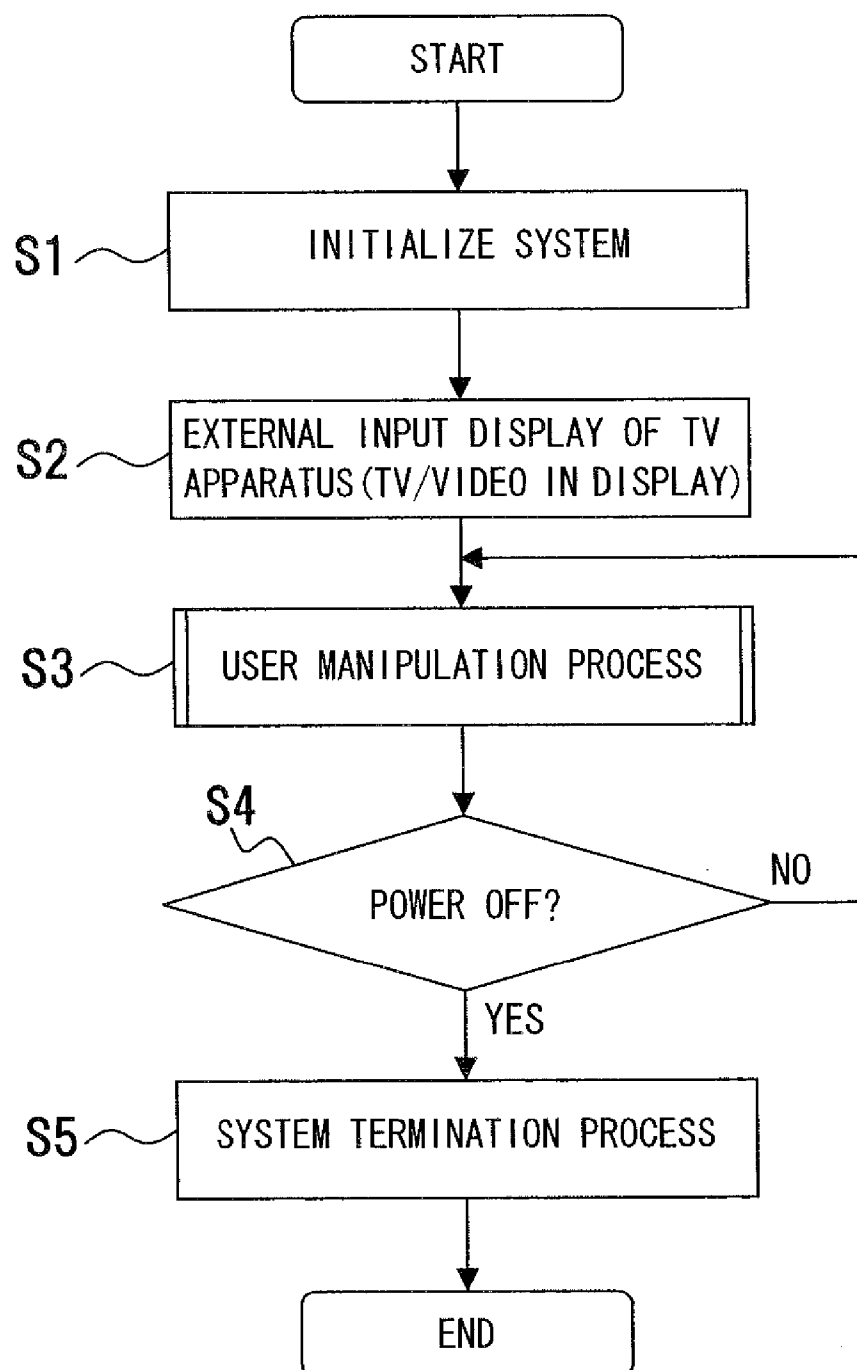 START
S1
INITIALIZE SYSTEM
S2
EXTERNAL INPUT DISPLAY OF TV
APPARATUS(TV/VIDEO IN DISPLAY)
S3
USER MANIPULATION PROCESS
S4
POWER OFF?
NO
YES
S5
SYSTEM TERMINATION PROCESS
END